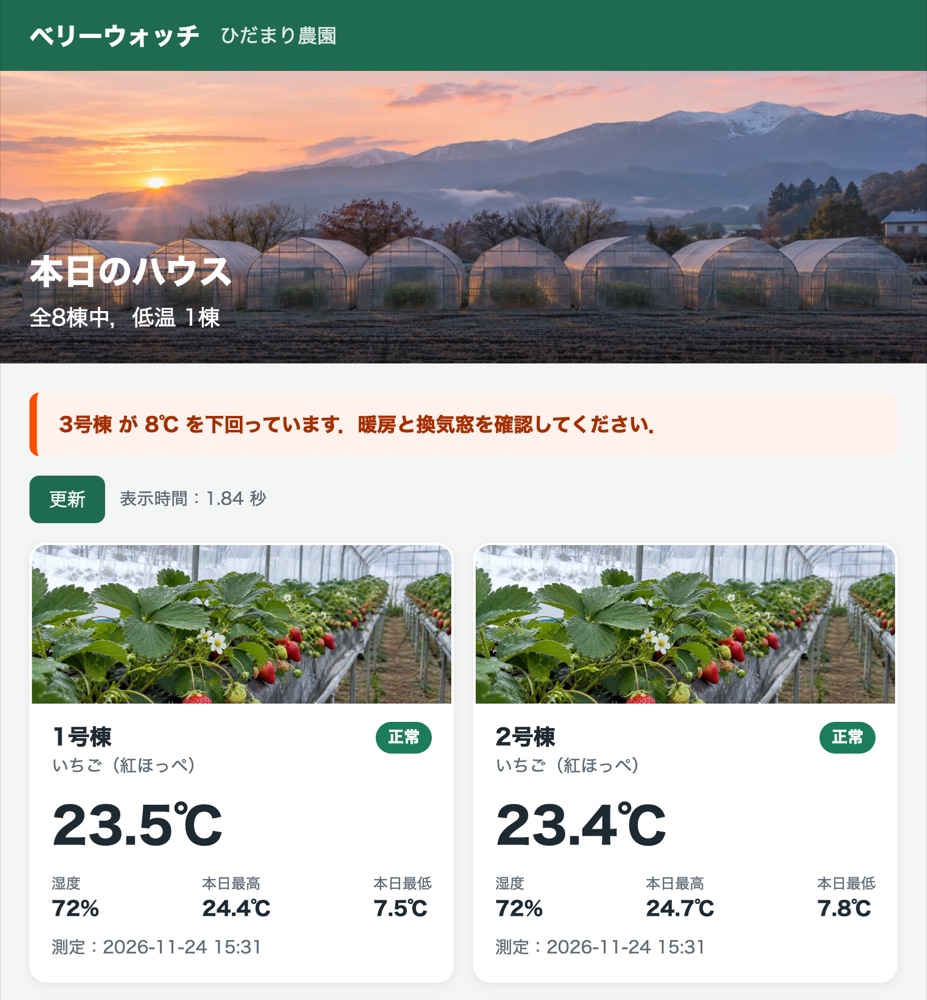 ベリーウォッチ ひだまり農園
本日のハウス
全8棟中，低温 1棟
3号棟 が 8℃ を下回っています．暖房と換気窓を確認してください．
更新 表示時間：1.84 秒
1号棟 正常
いちご（紅ほっぺ）
23.5℃
湿度 本日最高 本日最低
72% 24.4℃ 7.5℃
測定：2026-11-24 15:31
2号棟 正常
いちご（紅ほっぺ）
23.4℃
湿度 本日最高 本日最低
72% 24.7℃ 7.8℃
測定：2026-11-24 15:31